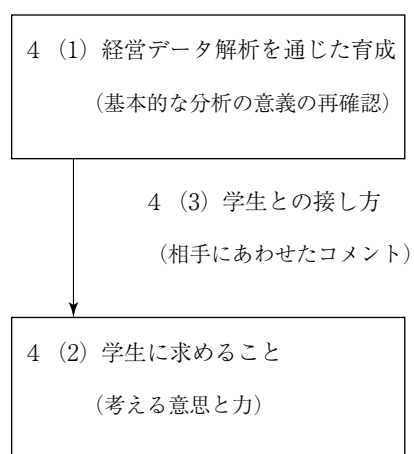 4（1）経営データ解析を通じた育成
（基本的な分析の意義の再確認）
4（3）学生との接し方
（相手にあわせたコメント）
4（2）学生に求めること
（考える意思と力）